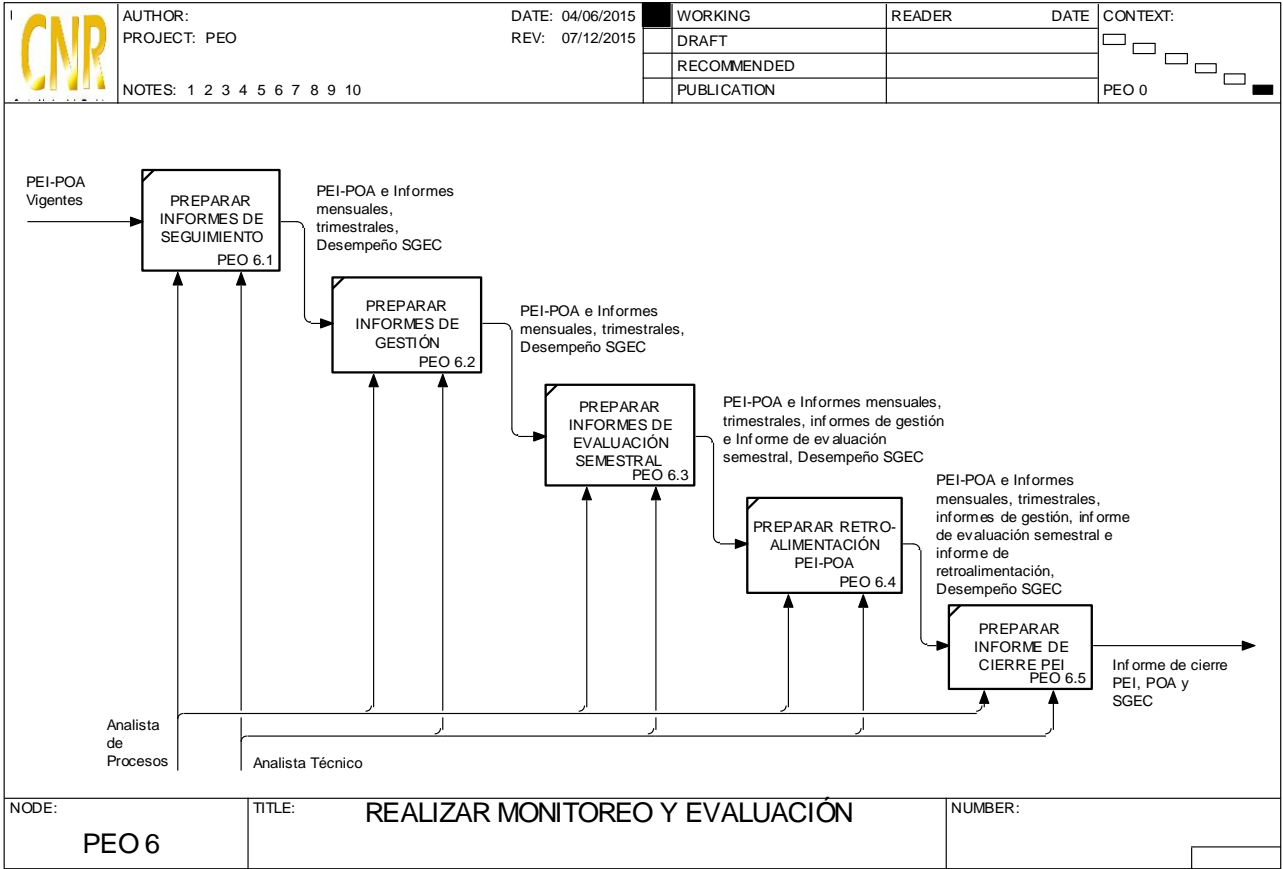 CNR
AUTHOR:
PROJECT: PEO
NOTES: 1 2 3 4 5 6 7 8 9 10
DATE: 04/06/2015
REV: 07/12/2015
WORKING
DRAFT
RECOMMENDED
PUBLICATION
READER DATE
CONTEXT:
PEO 0
PEI-POA
Vigentes
PREPARAR
INFORMES DE
SEGUIMIENTO
PEO 6.1
PEI-POA e Informes
mensuales,
trimestrales,
Desempeño SGEC
PREPARAR
INFORMES DE
GESTIÓN
PEO 6.2
PEI-POA e Informes
mensuales, trimestrales,
Desempeño SGEC
PREPARAR
INFORMES DE
EVALUACIÓN
SEMESTRAL
PEO 6.3
PEI-POA e Informes mensuales,
trimestrales, informes de gestión
e Informe de evaluación
semestral, Desempeño SGEC
PREPARAR RETRO-
ALIMENTACIÓN
PEI-POA
PEO 6.4
PEI-POA e Informes
mensuales, trimestrales,
informes de gestión, informe
de evaluación semestral e
informe de
retroalimentación,
Desempeño SGEC
PREPARAR
INFORME DE
CIERRE PEI
PEO 6.5
Informe de cierre
PEI, POA y
SGEC
Analista
de
Procesos
Analista Técnico
NODE:
PEO 6
TITLE:
REALIZAR MONITOREO Y EVALUACIÓN
NUMBER: